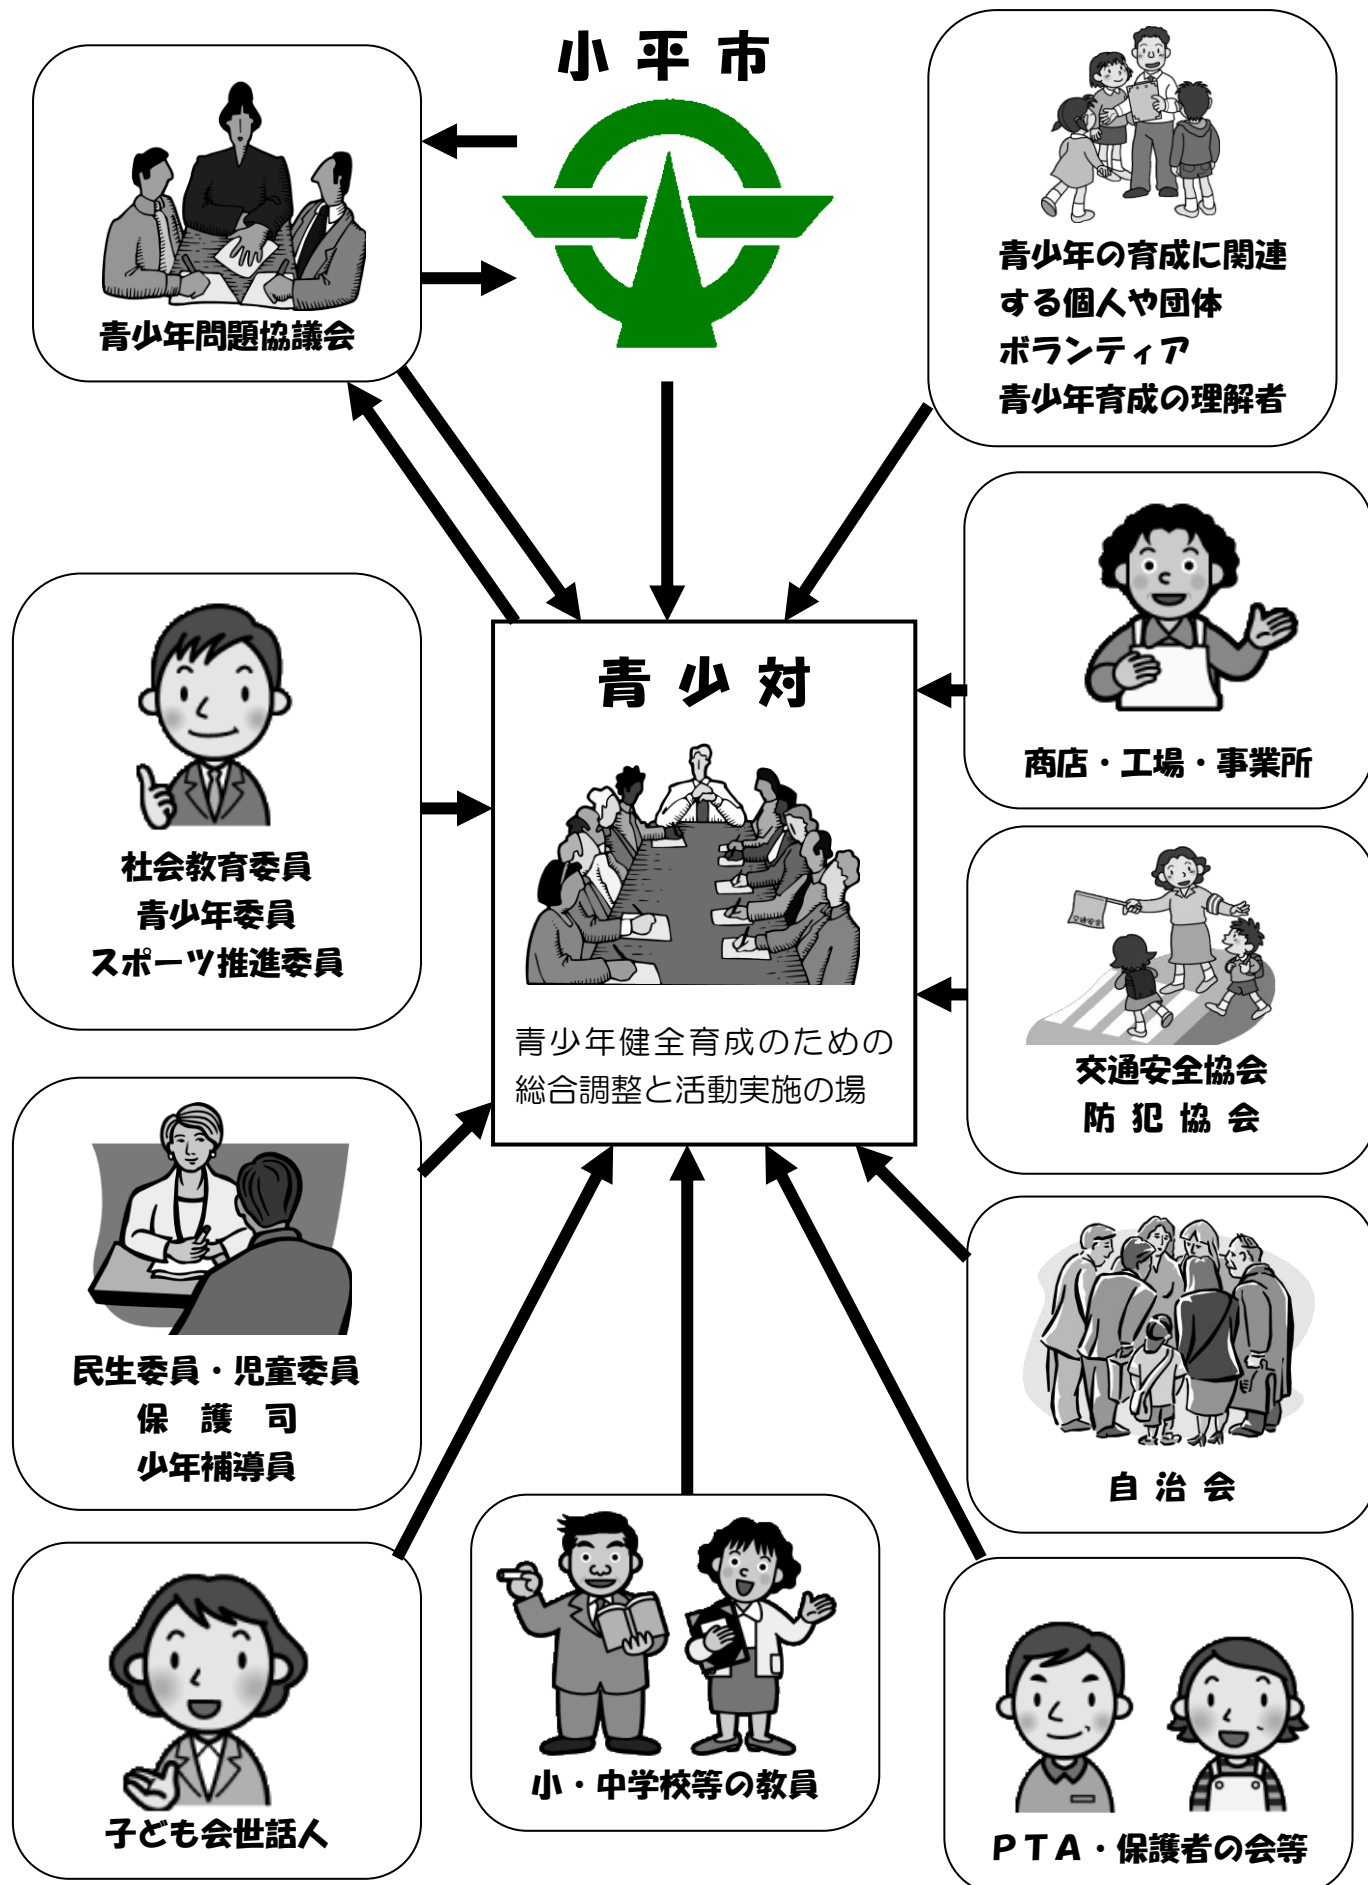 小平市
青少年問題協議会
青少年の育成に関連
する個人や団体
ボランティア
青少年育成の理解者
商店・工場・事業所
青少対
青少年健全育成のための
総合調整と活動実施の場
社会教育委員
青少年委員
スポーツ推進委員
交通安全
交通安全協会
防犯協会
民生委員・児童委員
保護司
少年補導員
自治会
子ども会世話人
小・中学校等の教員
PTA・保護者の会等